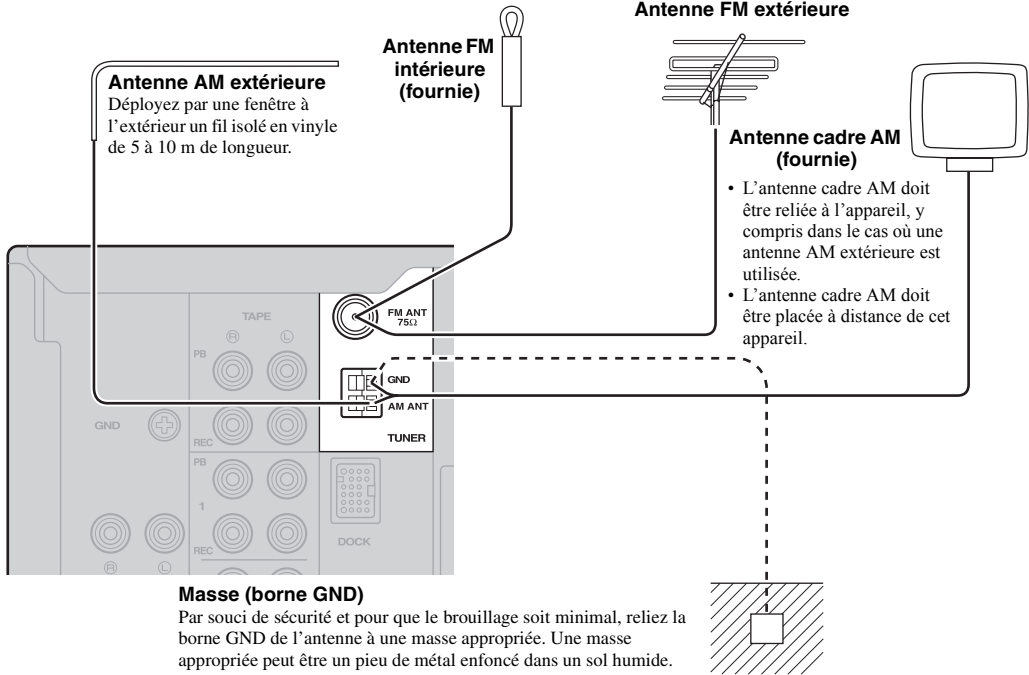 Antenne FM extérieure
Antenne FM
intérieure
(fournie)
Antenne AM extérieure
Déployez par une fenêtre à
l'extérieur un fil isolé en vinyle
de 5 à 10 m de longueur.
Antenne cadre AM
(fournie)
• L'antenne cadre AM doit
être reliée à l'appareil, y
compris dans le cas où une
antenne AM extérieure est
utilisée.
• L'antenne cadre AM doit
être placée à distance de cet
appareil.
TAPE
R
L
PB
REC
GND
PB
1
REC
R
L
FM ANT
75Ω
GND
AM ANT
TUNER
DOCK
Masse (borne GND)
Par souci de sécurité et pour que le brouillage soit minimal, reliez la
borne GND de l'antenne à une masse appropriée. Une masse
appropriée peut être un pieu de métal enfoncé dans un sol humide.